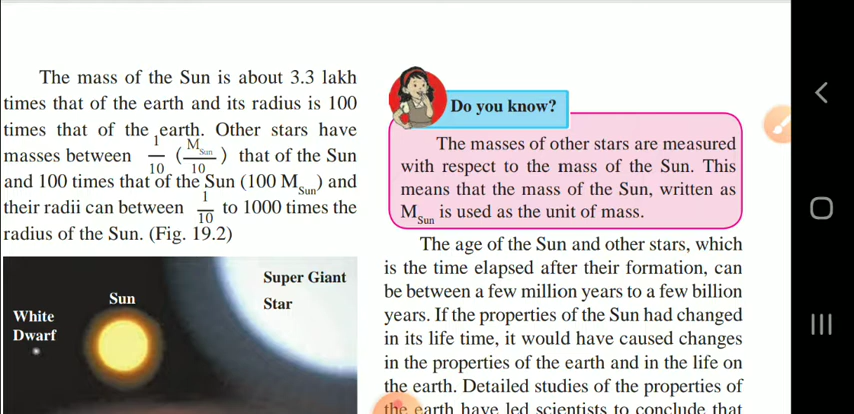 The mass of the Sun is about 3.3 lakh
times that of the earth and its radius is 100
times that of the earth. Other stars have
masses between 1/10 (M_Sun/10) that of the Sun
and 100 times that of the Sun (100 M_Sun) and
their radii can between 1/10 to 1000 times the
radius of the Sun. (Fig. 19.2)
White
Dwarf
Sun
Super Giant
Star
Do you know?
The masses of other stars are measured
with respect to the mass of the Sun. This
means that the mass of the Sun, written as
M_Sun is used as the unit of mass.
The age of the Sun and other stars, which
is the time elapsed after their formation, can
be between a few million years to a few billion
years. If the properties of the Sun had changed
in its life time, it would have caused changes
in the properties of the earth and in the life on
the earth. Detailed studies of the properties of
the earth have led scientists to conclude that